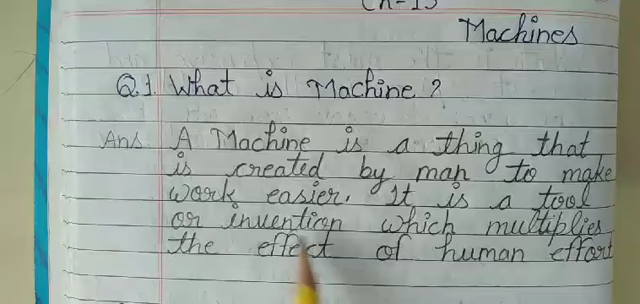 Machines
Q.1 What is Machine ?
Ans A Machine is a thing that
is created by man to make
work easier. It is a tool
or invention which multiplies
the effect of human effort